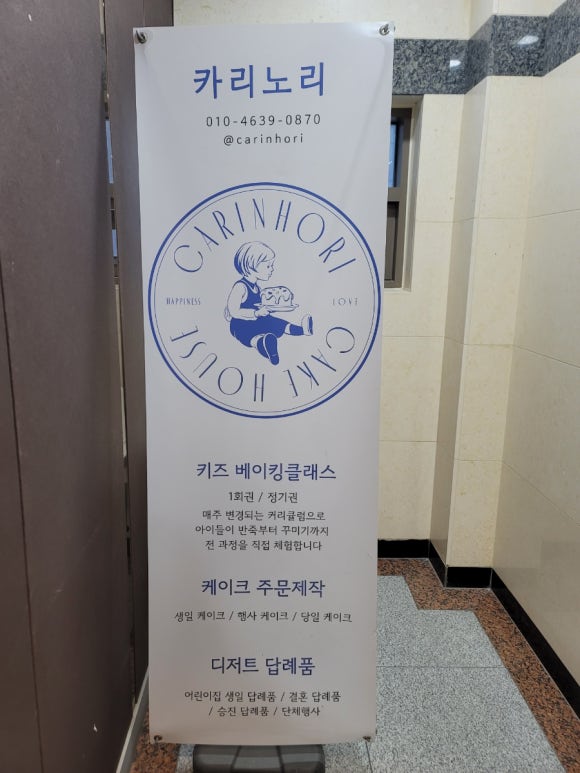 카리노리
010-4639-0870
@carinhori
CARINHORI
HAPPINESS
LOVE
CAKE HOUSE
키즈 베이킹클래스
1회권 / 정기권
매주 변경되는 커리큘럼으로
아이들이 반죽부터 꾸미기까지
전 과정을 직접 체험합니다
케이크 주문제작
생일 케이크 / 행사 케이크 / 당일 케이크
디저트 답례품
어린이집 생일 답례품 / 결혼 답례품
/ 승진 답례품 / 단체행사